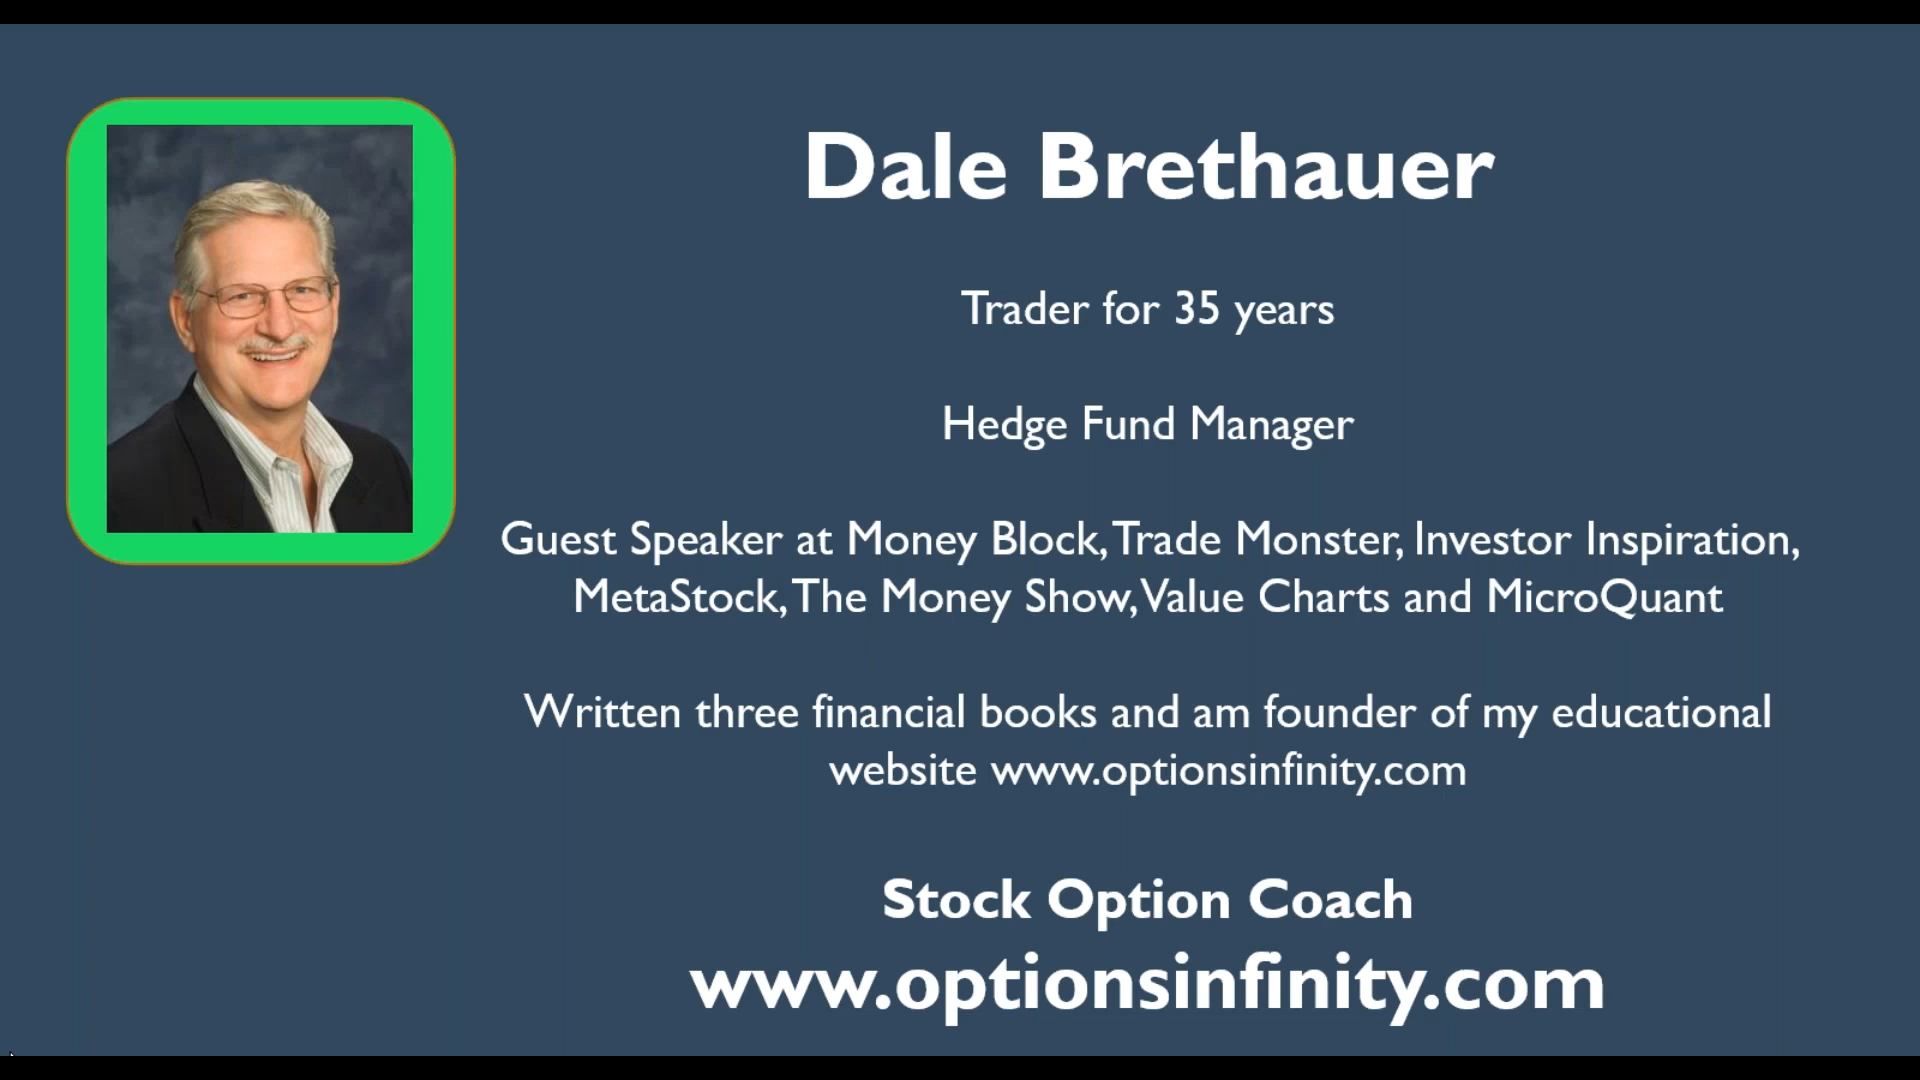 Dale Brethauer
Trader for 35 years
Hedge Fund Manager
Guest Speaker at Money Block, Trade Monster, Investor Inspiration,
MetaStock, The Money Show, Value Charts and MicroQuant
Written three financial books and am founder of my educational
website www.optionsinfinity.com
Stock Option Coach
www.optionsinfinity.com